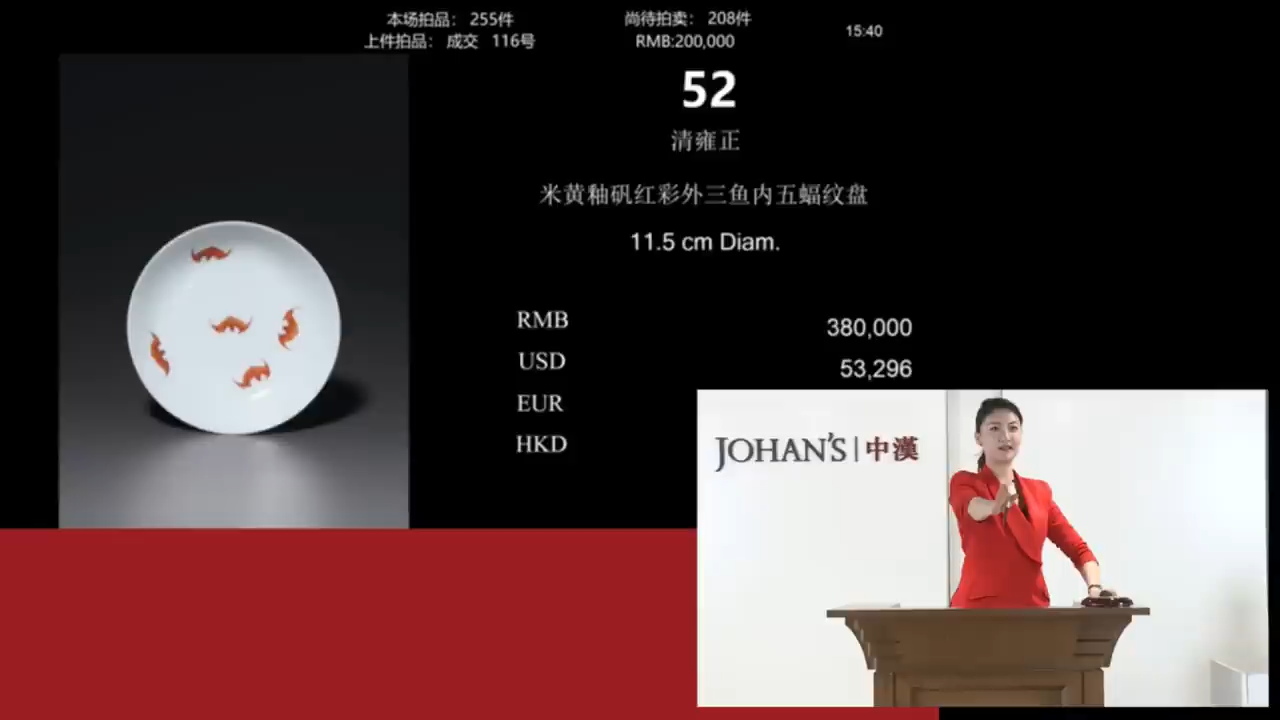 本场拍品： 255件
尚待拍卖： 208件
上件拍品： 成交 116号
RMB:200,000
15:40
52
清雍正
米黄釉矾红彩外三鱼内五蝠纹盘
11.5 cm Diam.
RMB 380,000
USD 53,296
EUR
HKD
JOHAN'S | 中漢